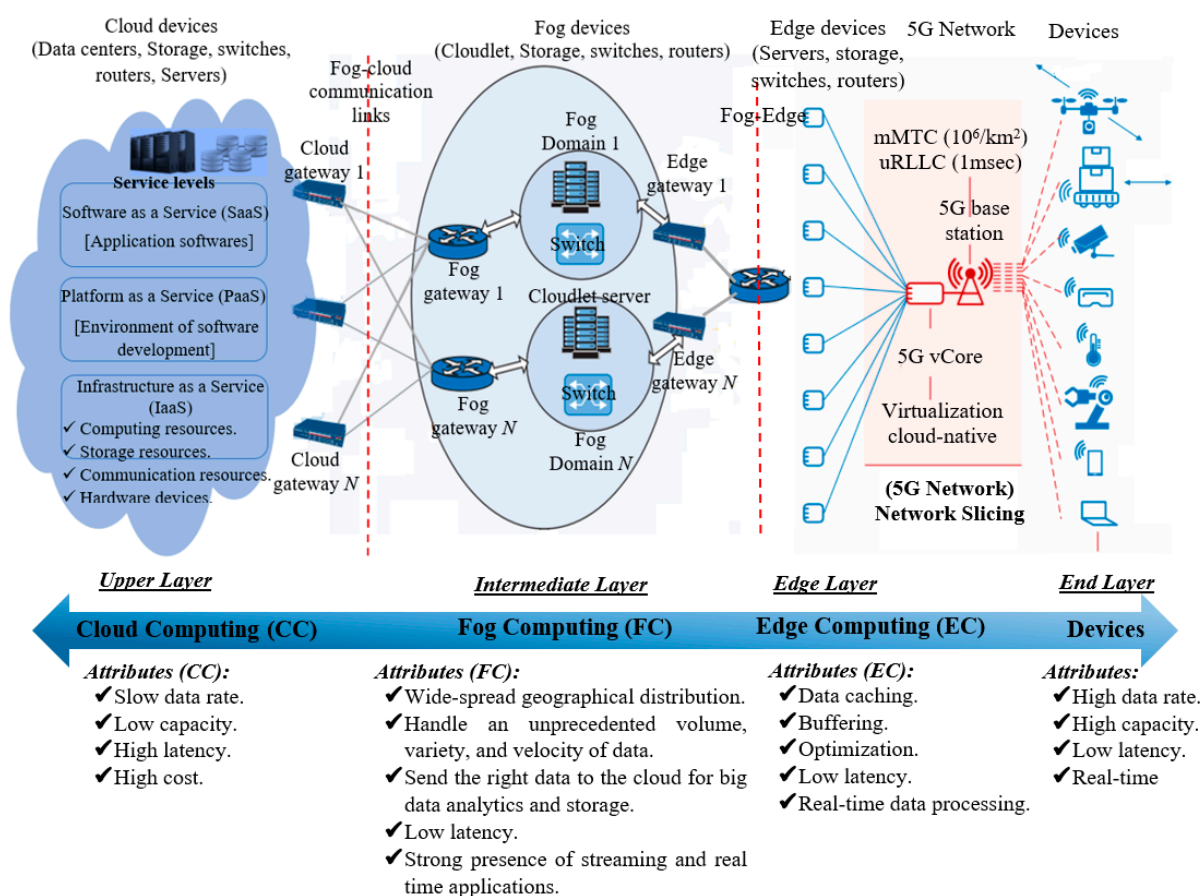 Cloud devices
(Data centers, Storage, switches,
routers, Servers)
Fog-cloud
communication
links
Fog devices
(Cloudlet, Storage, switches, routers)
Edge devices
(Servers, storage,
switches, routers)
5G Network
Devices
Service levels
Software as a Service (SaaS)
[Application softwares]
Platform as a Service (PaaS)
[Environment of software
development]
Infrastructure as a Service
(IaaS)
✓ Computing resources.
✓ Storage resources.
✓ Communication resources.
✓ Hardware devices.
Cloud
gateway 1
Cloud
gateway N
Fog
gateway 1
Fog
gateway N
Fog
Domain 1
Switch
Cloudlet server
Switch
Fog
Domain N
Edge
gateway 1
Edge
gateway N
Fog-Edge
mMTC (10⁶/km²)
uRLLC (1msec)
5G base
station
5G vCore
Virtualization
cloud-native
(5G Network)
Network Slicing
Upper Layer
Intermediate Layer
Edge Layer
End Layer
Cloud Computing (CC)
Fog Computing (FC)
Edge Computing (EC)
Devices
Attributes (CC):
✔Slow data rate.
✔Low capacity.
✔High latency.
✔High cost.
Attributes (FC):
✔Wide-spread geographical distribution.
✔Handle an unprecedented volume,
variety, and velocity of data.
✔Send the right data to the cloud for big
data analytics and storage.
✔Low latency.
✔Strong presence of streaming and real
time applications.
Attributes (EC):
✔Data caching.
✔Buffering.
✔Optimization.
✔Low latency.
✔Real-time data processing.
Attributes:
✔High data rate.
✔High capacity.
✔Low latency.
✔Real-time